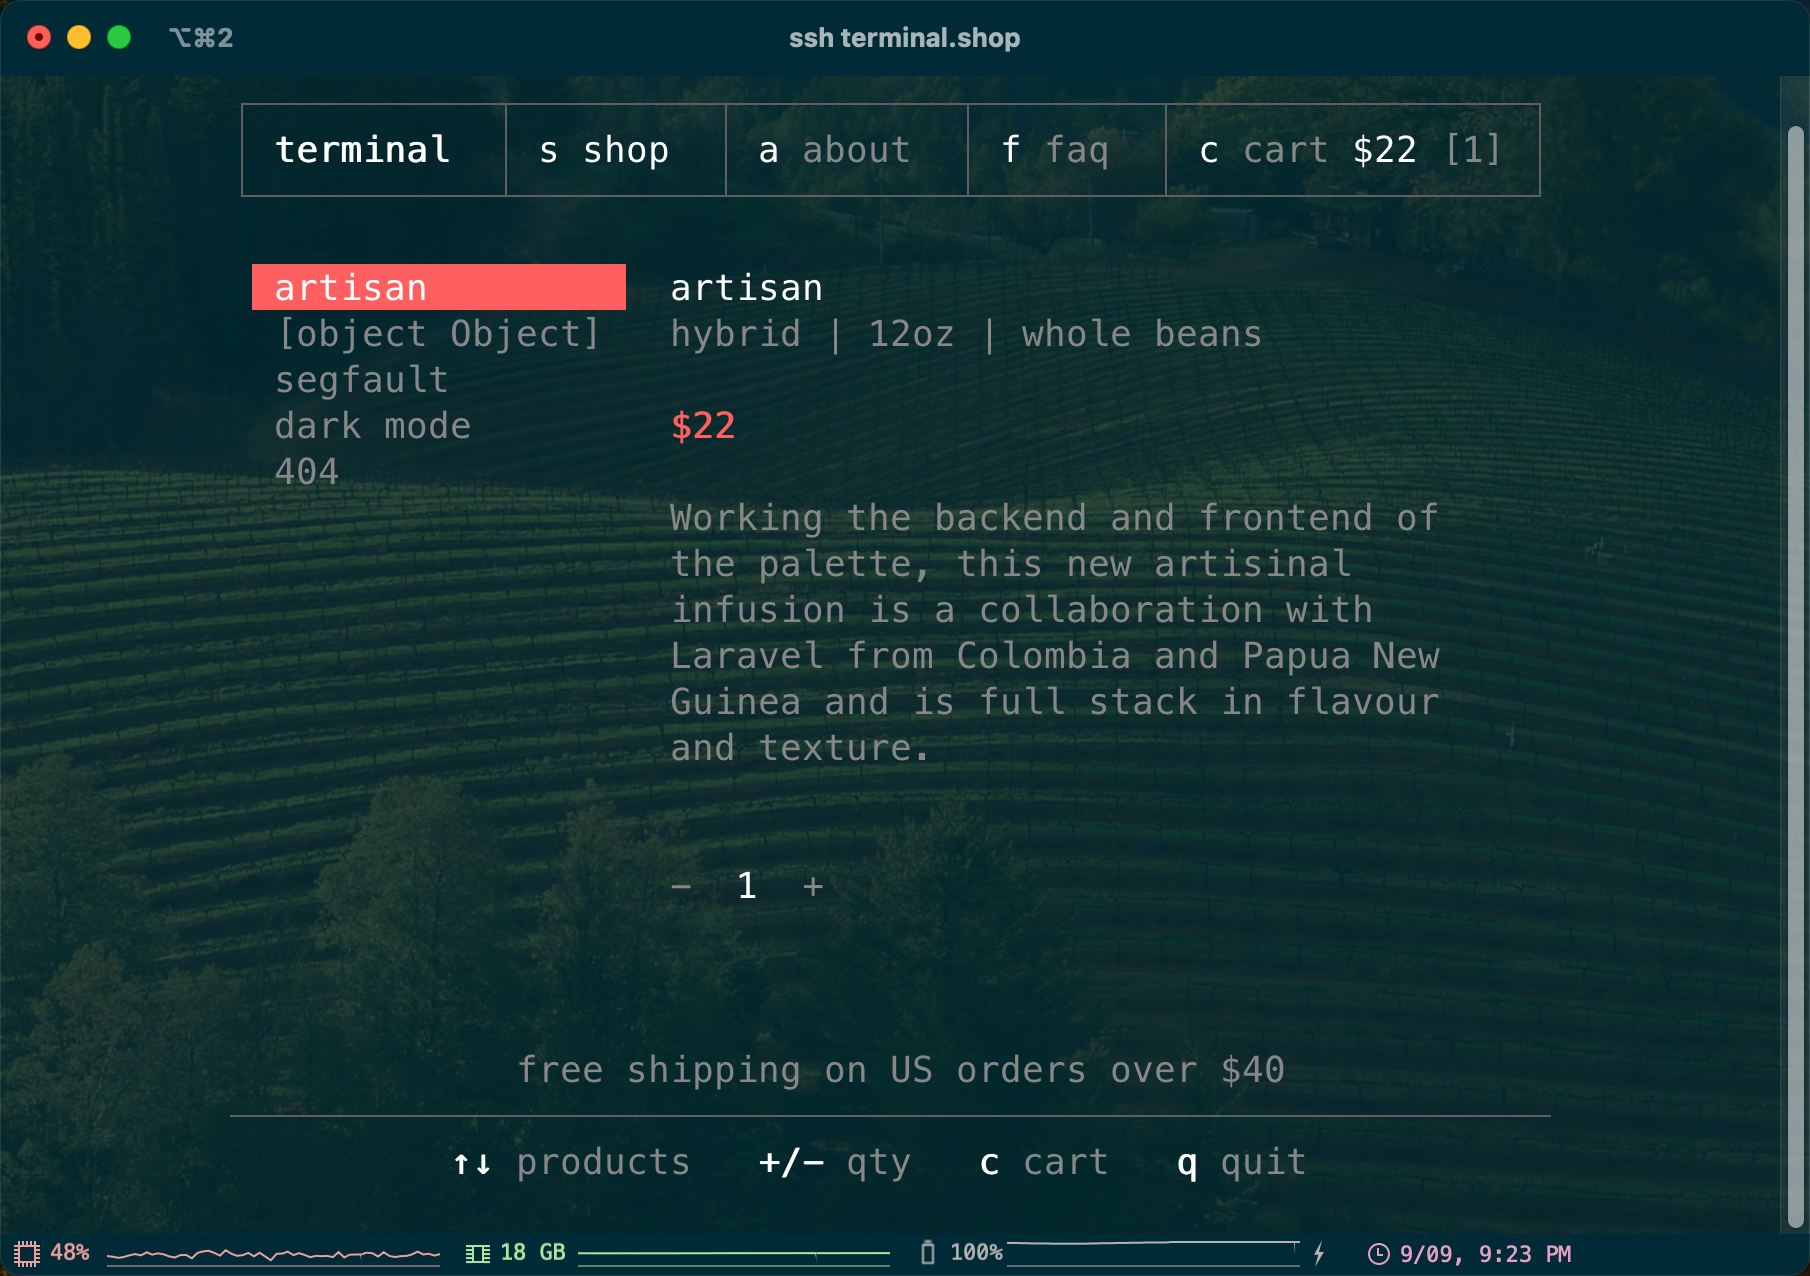 ⌥⌘2 ssh terminal.shop
terminal s shop a about f faq c cart $22 [1]
artisan
[object Object]
segfault
dark mode
404
artisan
hybrid | 12oz | whole beans
$22
Working the backend and frontend of
the palette, this new artisinal
infusion is a collaboration with
Laravel from Colombia and Papua New
Guinea and is full stack in flavour
and texture.
− 1 +
free shipping on US orders over $40
↑↓ products +/− qty c cart q quit
48% 18 GB 100% 9/09, 9:23 PM